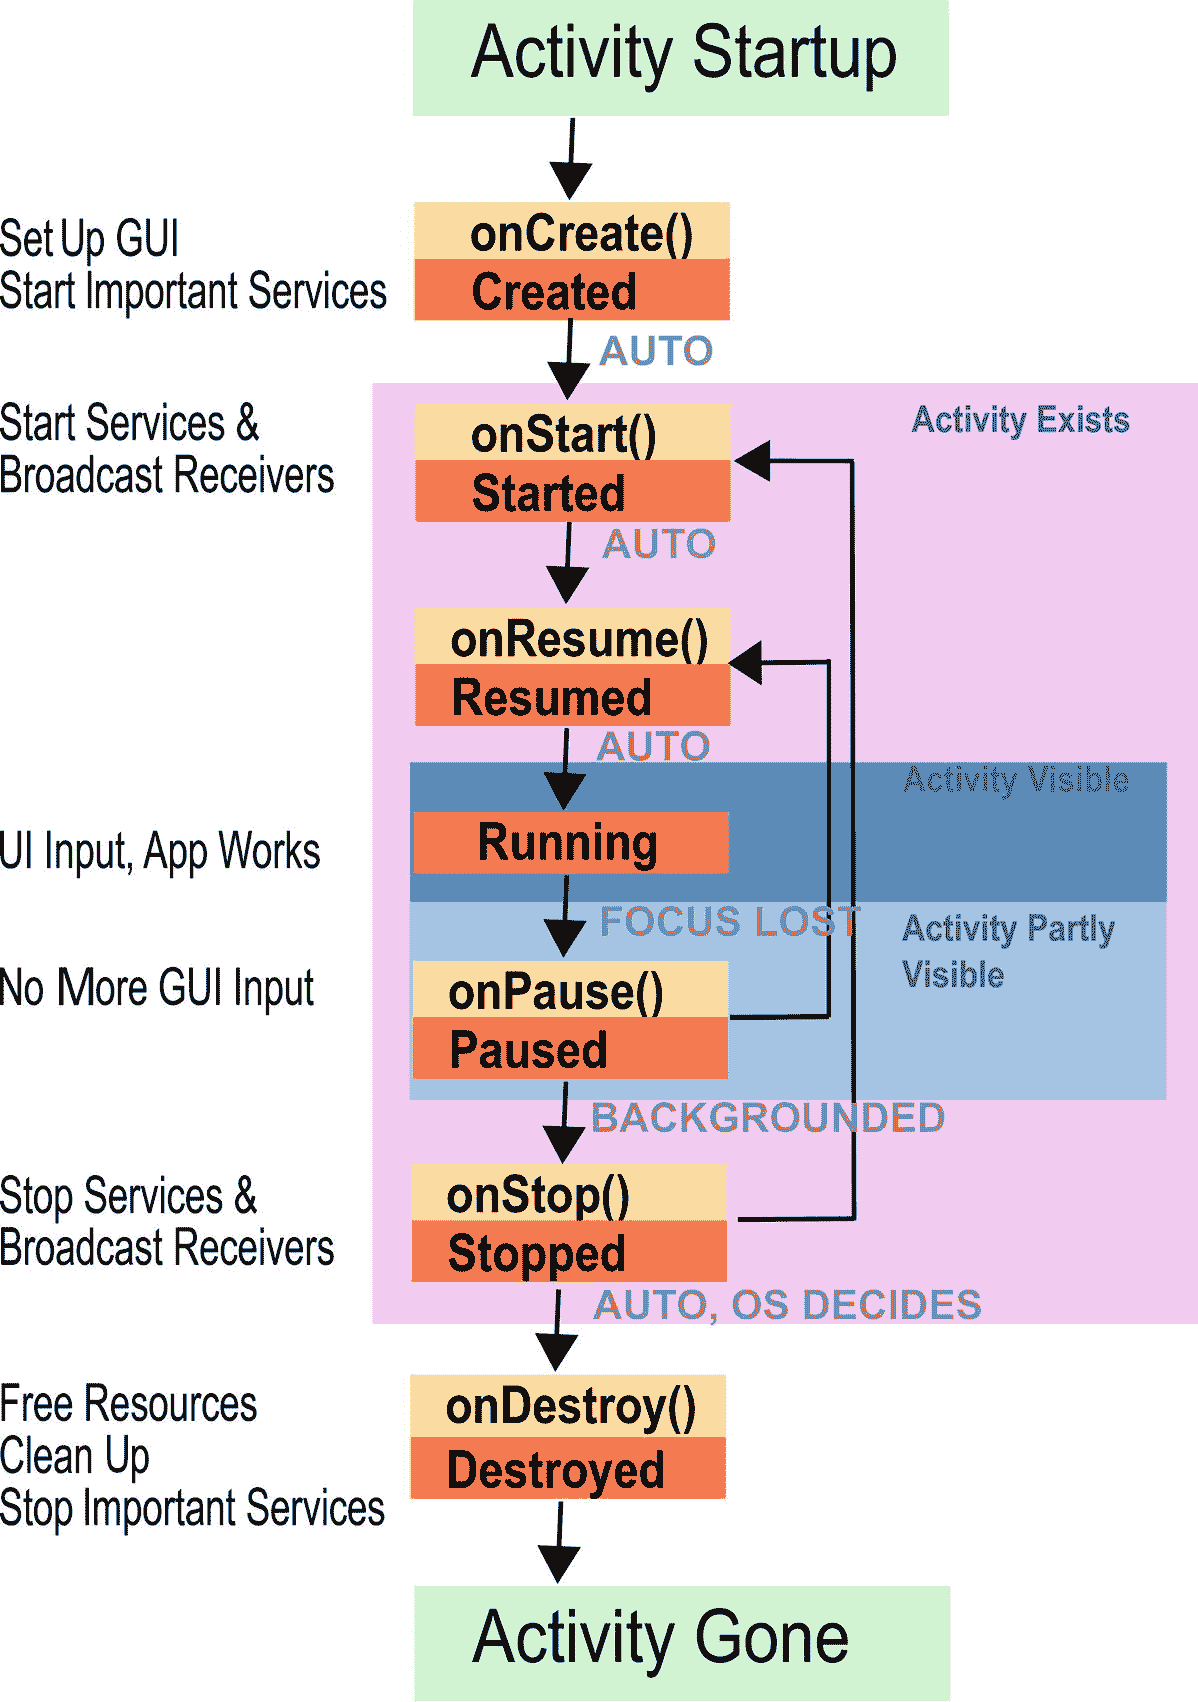 Activity Startup
Set Up GUI
Start Important Services
onCreate()
Created
AUTO
Start Services &
Broadcast Receivers
onStart()
Started
Activity Exists
AUTO
onResume()
Resumed
AUTO
Activity Visible
UI Input, App Works
Running
FOCUS LOST
Activity Partly
Visible
No More GUI Input
onPause()
Paused
BACKGROUNDED
Stop Services &
Broadcast Receivers
onStop()
Stopped
AUTO, OS DECIDES
Free Resources
Clean Up
Stop Important Services
onDestroy()
Destroyed
Activity Gone